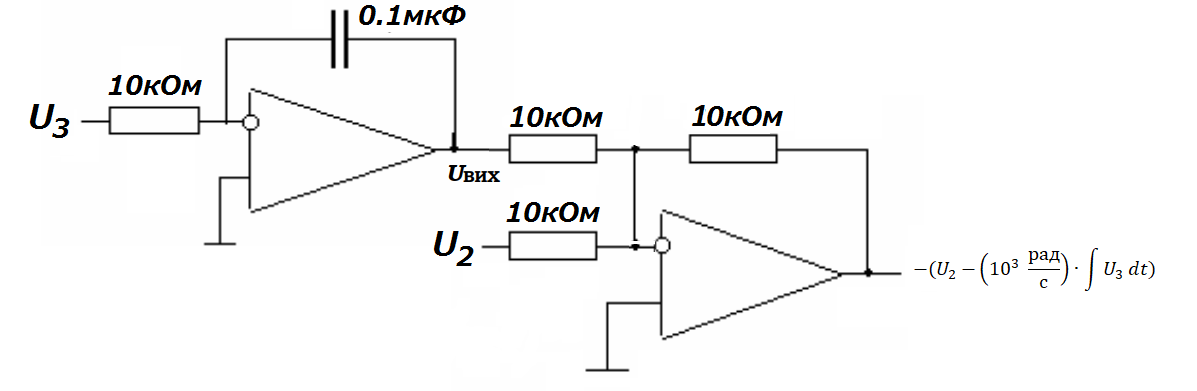 0.1мкФ
10кОм
U3
Uвих
10кОм
10кОм
10кОм
U2
−(U₂ − (10³ рад/с) · ∫ U₃ dt)